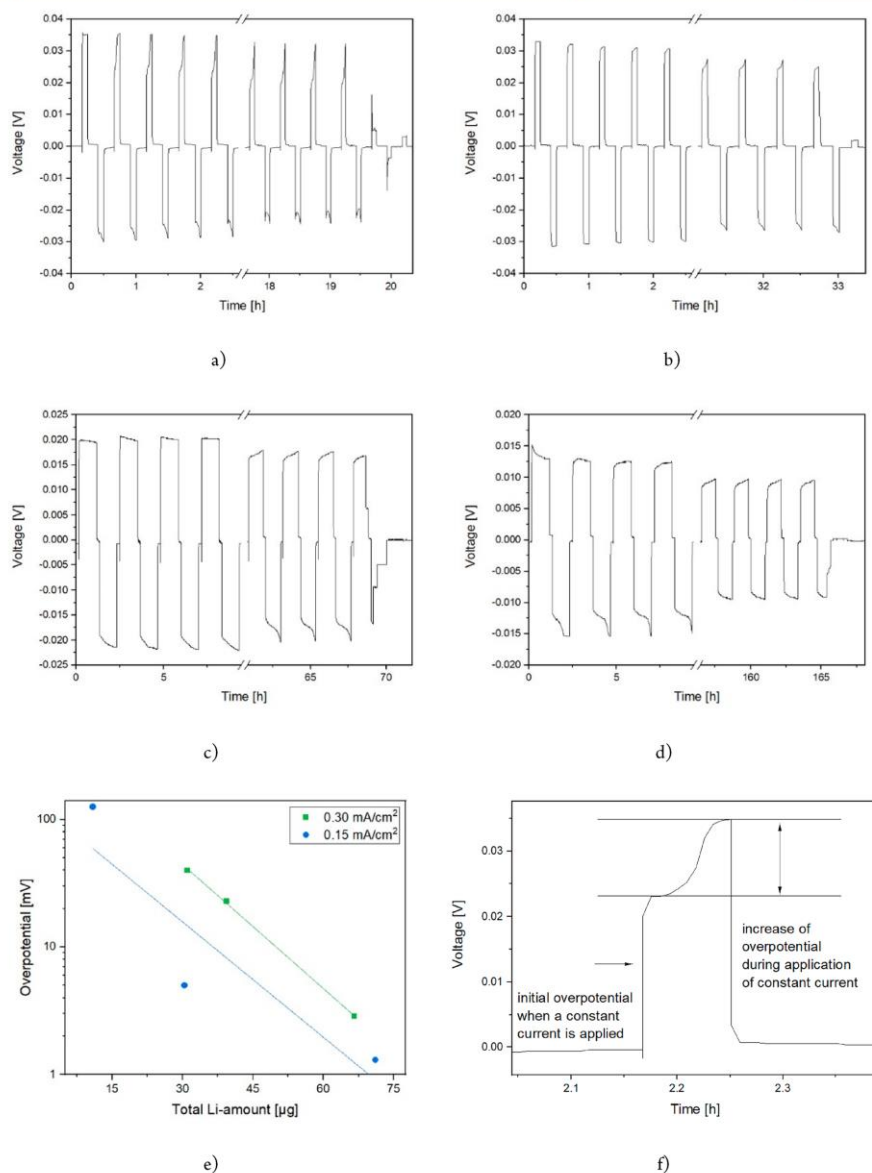 0.04
0.03
0.02
0.01
0.00
-0.01
-0.02
-0.03
-0.04
Voltage [V]
0 1 2 18 19 20
Time [h]
a)
0.04
0.03
0.02
0.01
0.00
-0.01
-0.02
-0.03
-0.04
Voltage [V]
0 1 2 32 33
Time [h]
b)
0.025
0.020
0.015
0.010
0.005
0.000
-0.005
-0.010
-0.015
-0.020
-0.025
Voltage [V]
0 5 65 70
Time [h]
c)
0.020
0.015
0.010
0.005
0.000
-0.005
-0.010
-0.015
-0.020
Voltage [V]
0 5 160 165
Time [h]
d)
100
10
1
Overpotential [mV]
0.30 mA/cm²
0.15 mA/cm²
15 30 45 60 75
Total Li-amount [µg]
e)
0.03
0.02
0.01
0.00
Voltage [V]
initial overpotential
when a constant
current is applied
increase of
overpotential
during application
of constant current
2.1 2.2 2.3
Time [h]
f)